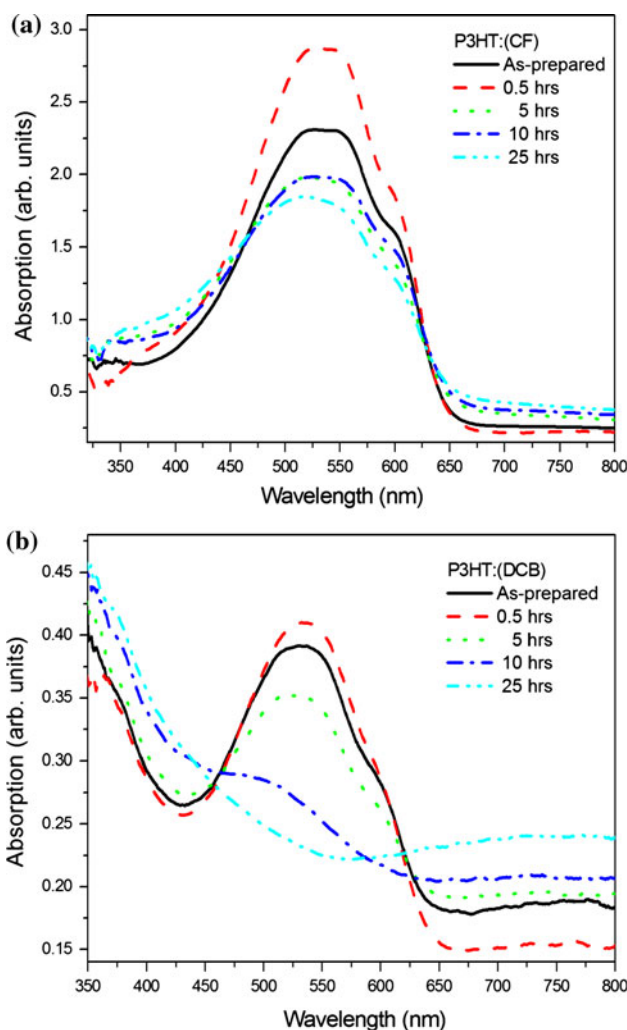 (a)
3.0
2.5
2.0
1.5
1.0
0.5
Absorption (arb. units)
P3HT:(CF)
As-prepared
0.5 hrs
5 hrs
10 hrs
25 hrs
350 400 450 500 550 600 650 700 750 800
Wavelength (nm)
(b)
0.45
0.40
0.35
0.30
0.25
0.20
0.15
Absorption (arb. units)
P3HT:(DCB)
As-prepared
0.5 hrs
5 hrs
10 hrs
25 hrs
350 400 450 500 550 600 650 700 750 800
Wavelength (nm)